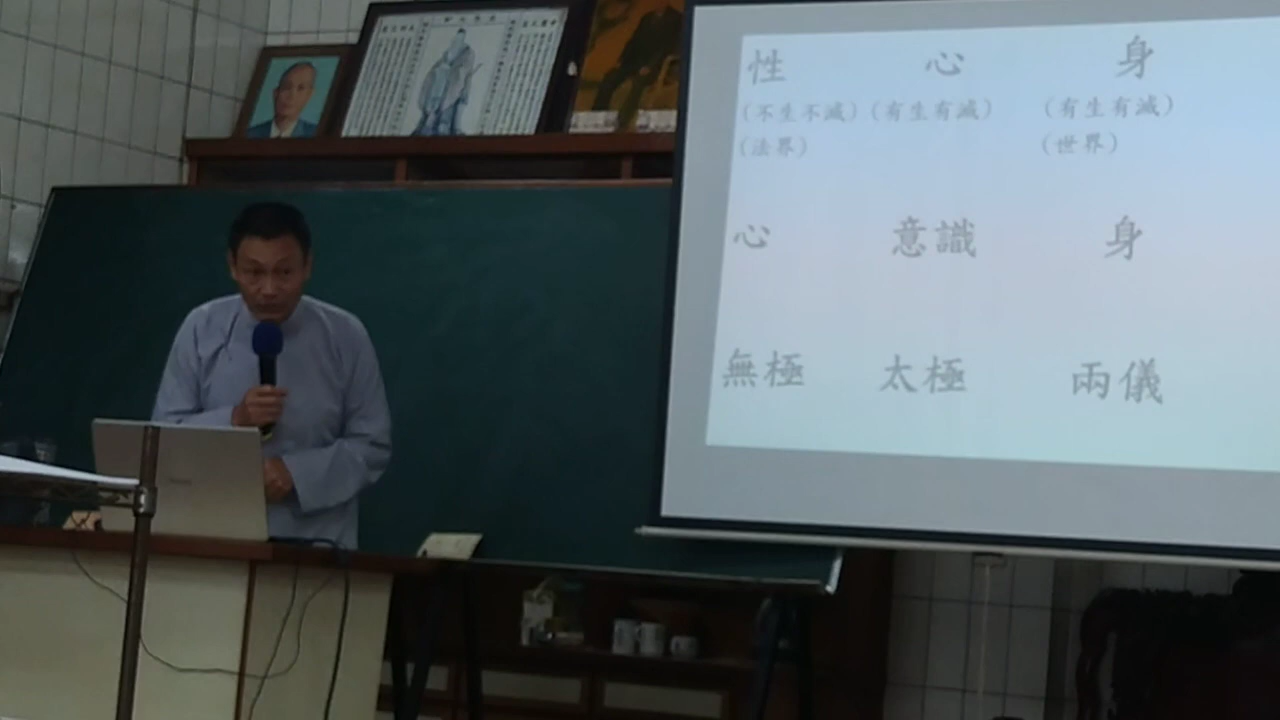 性 心 身
(不生不滅) (有生有滅) (有生有滅)
(法界) (世界)
心 意識 身
無極 太極 兩儀